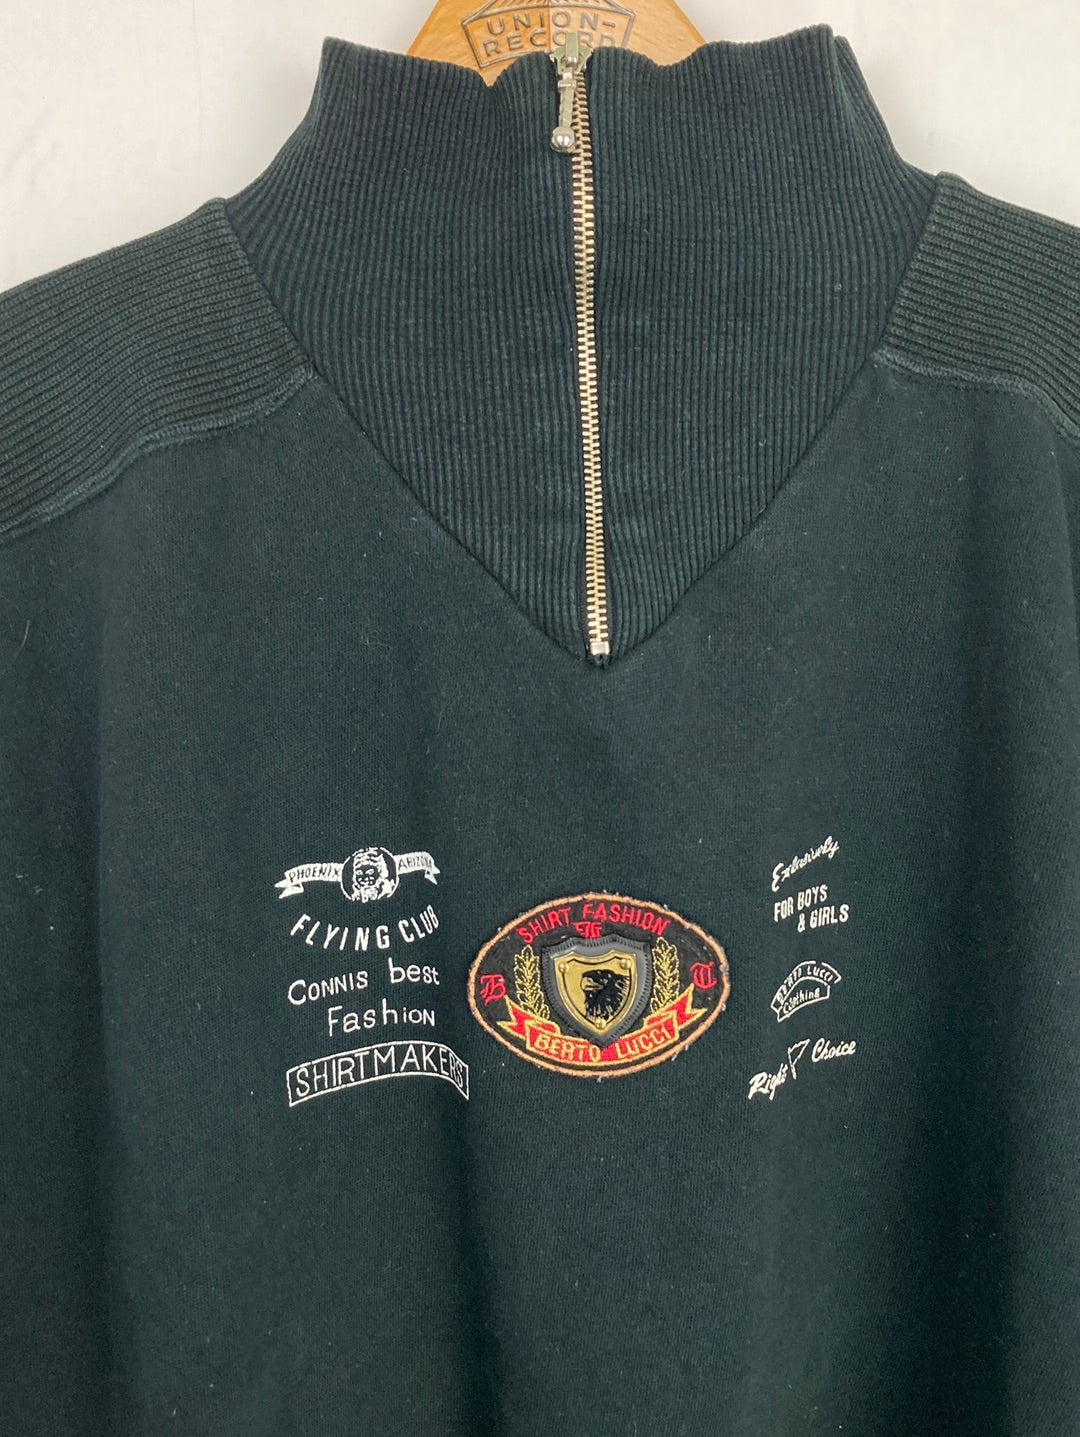 UNION-
RECORD
PHOENIX ARIZONA
FLYING CLUB
CONNIS best
Fashion
SHIRTMAKERS
SHIRT FASHION
B
BERTO LUCCI
Exclusively
FOR BOYS
& GIRLS
BERTO LUCCI
Clothing
Right Choice